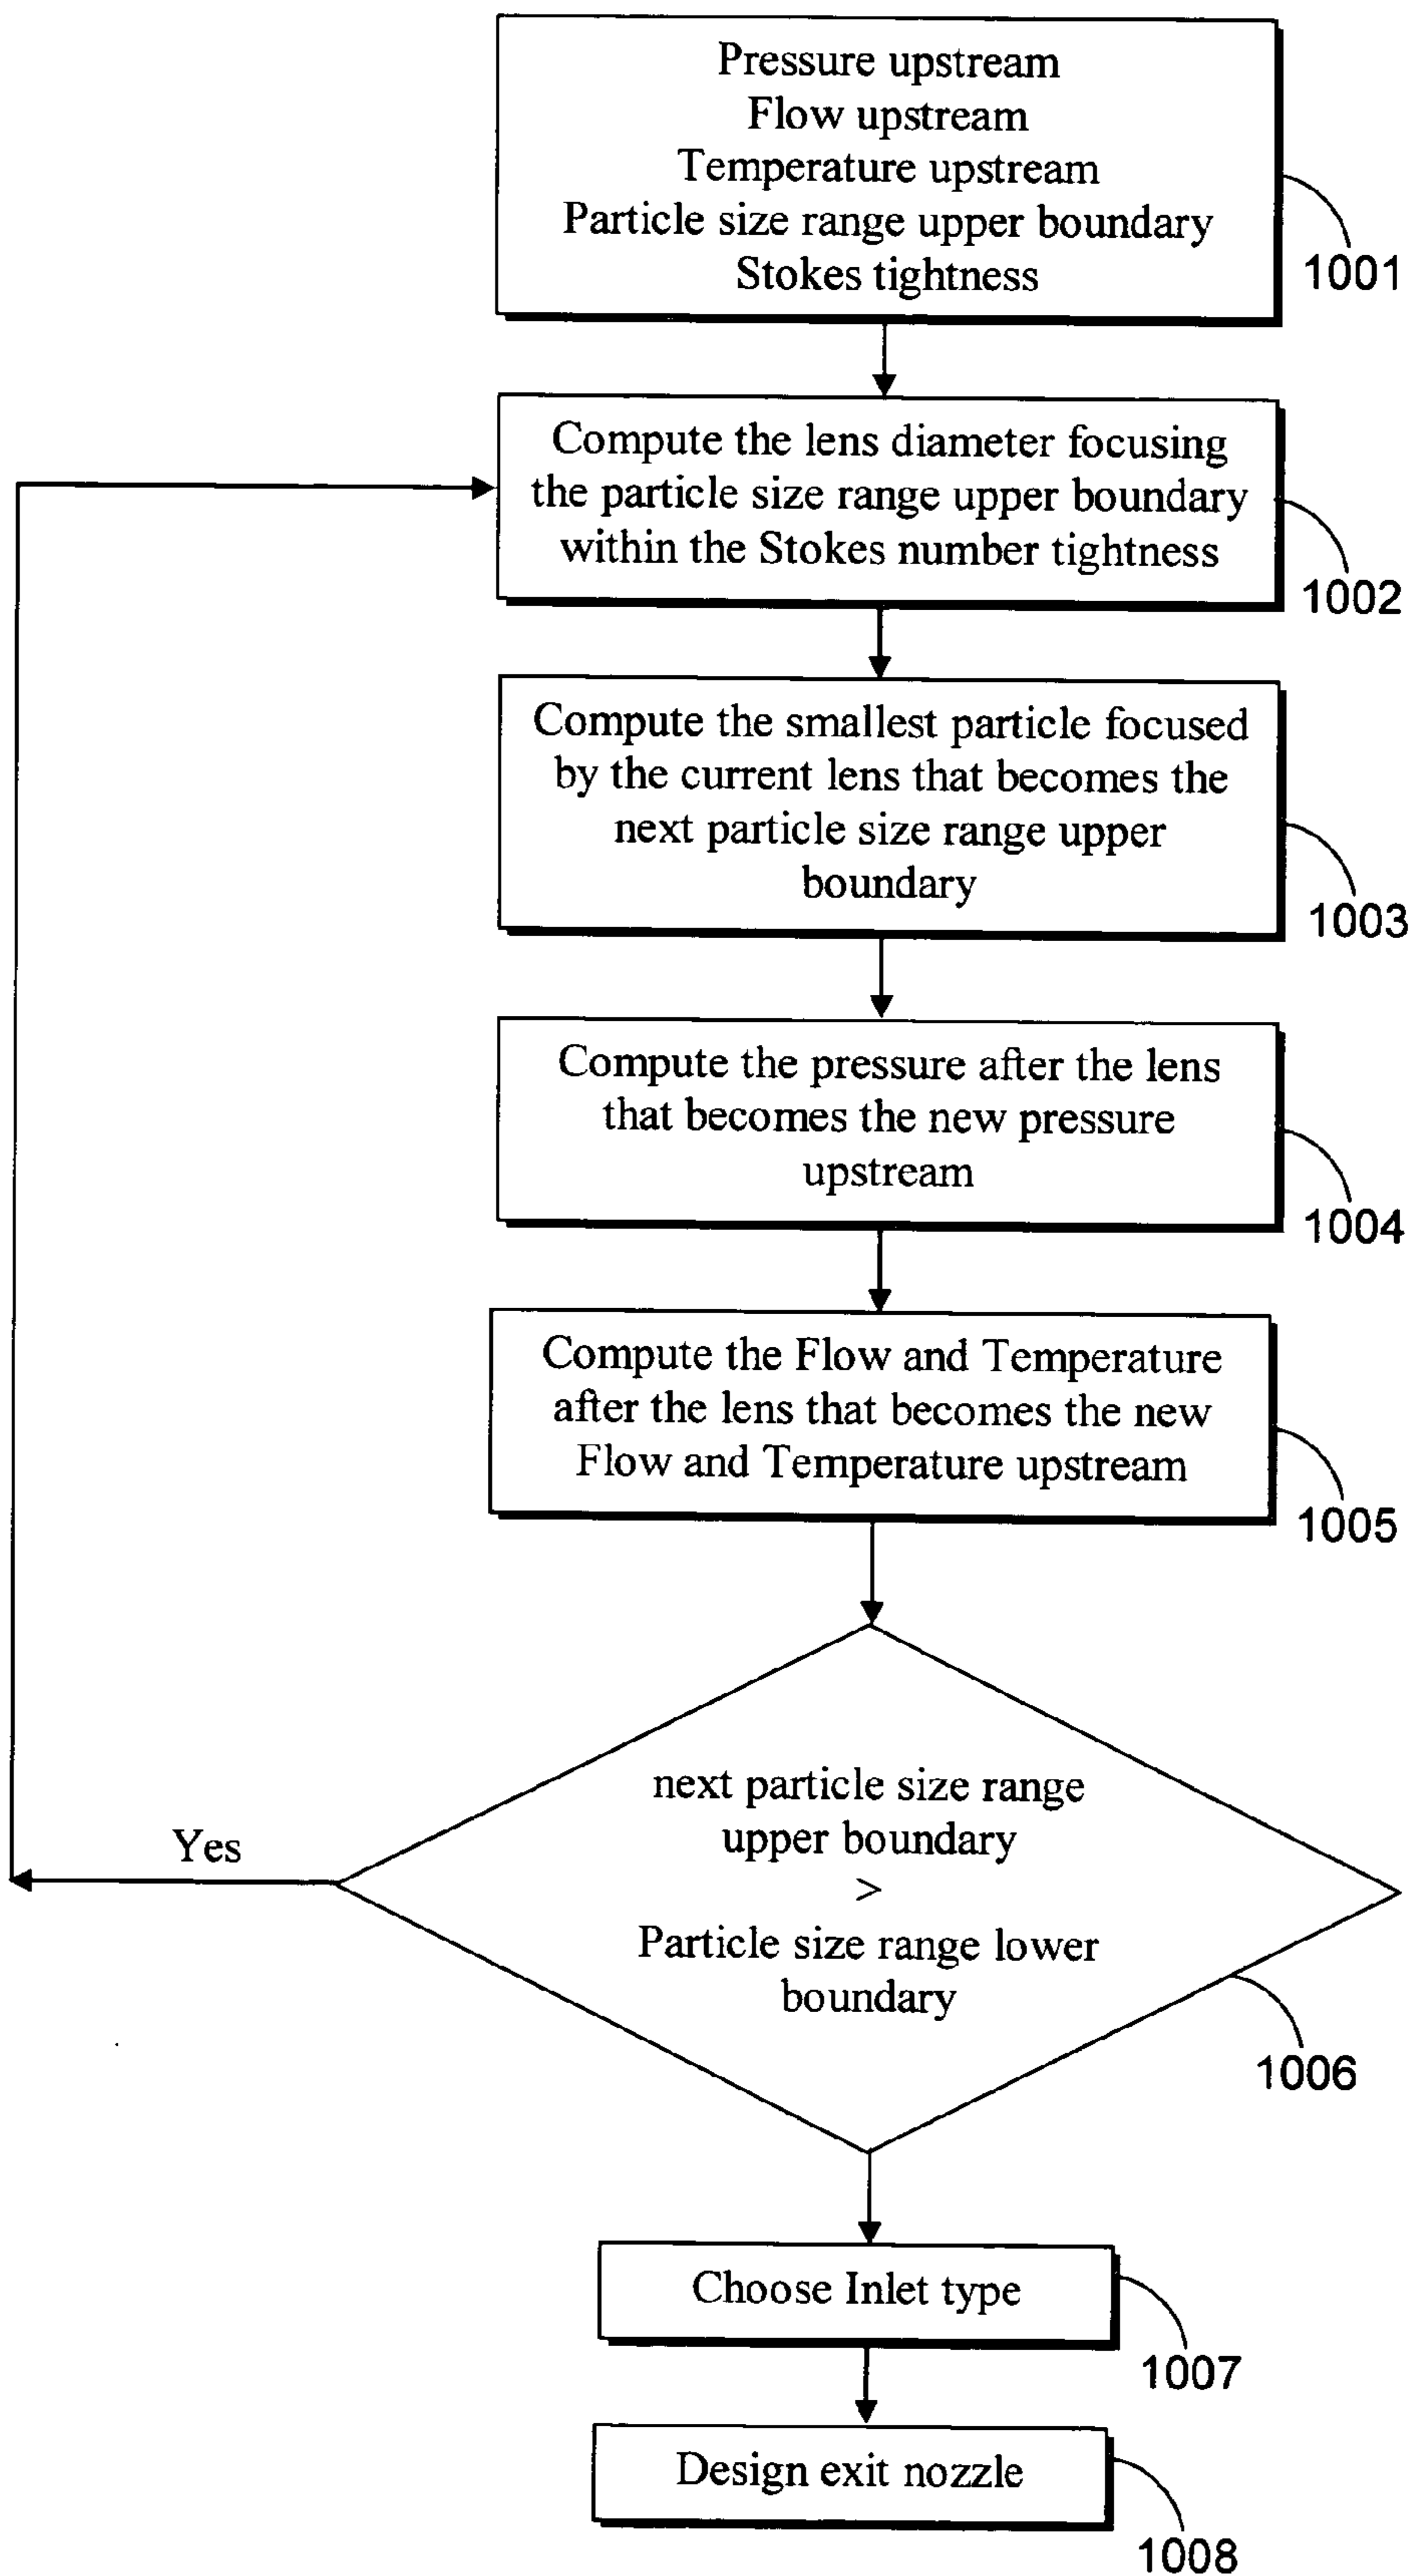 Pressure upstream
Flow upstream
Temperature upstream
Particle size range upper boundary
Stokes tightness
1001
Compute the lens diameter focusing
the particle size range upper boundary
within the Stokes number tightness
1002
Compute the smallest particle focused
by the current lens that becomes the
next particle size range upper
boundary
1003
Compute the pressure after the lens
that becomes the new pressure
upstream
1004
Compute the Flow and Temperature
after the lens that becomes the new
Flow and Temperature upstream
1005
next particle size range
upper boundary
>
Particle size range lower
boundary
Yes
1006
Choose Inlet type
1007
Design exit nozzle
1008